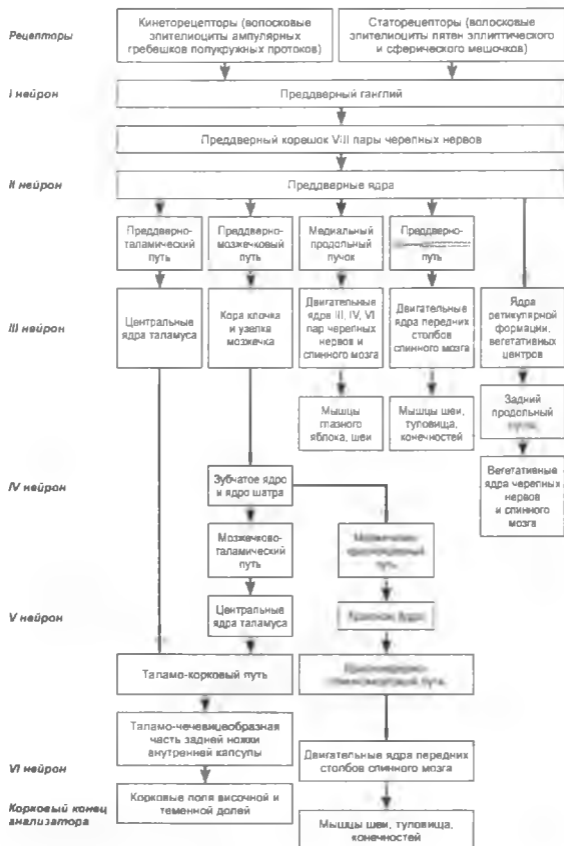 Рецепторы
Кинеторецепторы (волосковые
эпителиоциты ампулярных
гребешков полукружных протоков)
Статорецепторы (волосковые
эпителиоциты пятен эллиптического
и сферического мешочков)
I нейрон
Преддверный ганглий
Преддверный корешок VIII пары черепных нервов
II нейрон
Преддверные ядра
Преддверно-
таламический
путь
Преддверно-
мозжечковый
путь
Медиальный
продольный
пучок
Преддверно-
путь
III нейрон
Центральные
ядра таламуса
Кора клочка
и узелка
мозжечка
Двигательные
ядра III, IV, VI
пар черепных
нервов и
спинного мозга
Двигательные
ядра передних
столбов
спинного мозга
Ядра
ретикулярной
формации,
вегетативных
центров
Мышцы
глазного
яблока, шеи
Мышцы шеи,
туловища,
конечностей
Задний
продольный
IV нейрон
Зубчатое ядро
и ядро шатра
Вегетативные
ядра черепных
нервов
и спинного
мозга
Мозжечково-
таламический
путь
путь
V нейрон
Центральные
ядра таламуса
Таламо-корковый путь
путь
Таламо-чечевицеобразная
часть задней ножки
внутренней капсулы
VI нейрон
Двигательные ядра передних
столбов спинного мозга
Корковый конец
анализатора
Корковые поля височной и
теменной долей
Мышцы шеи, туловища,
конечностей